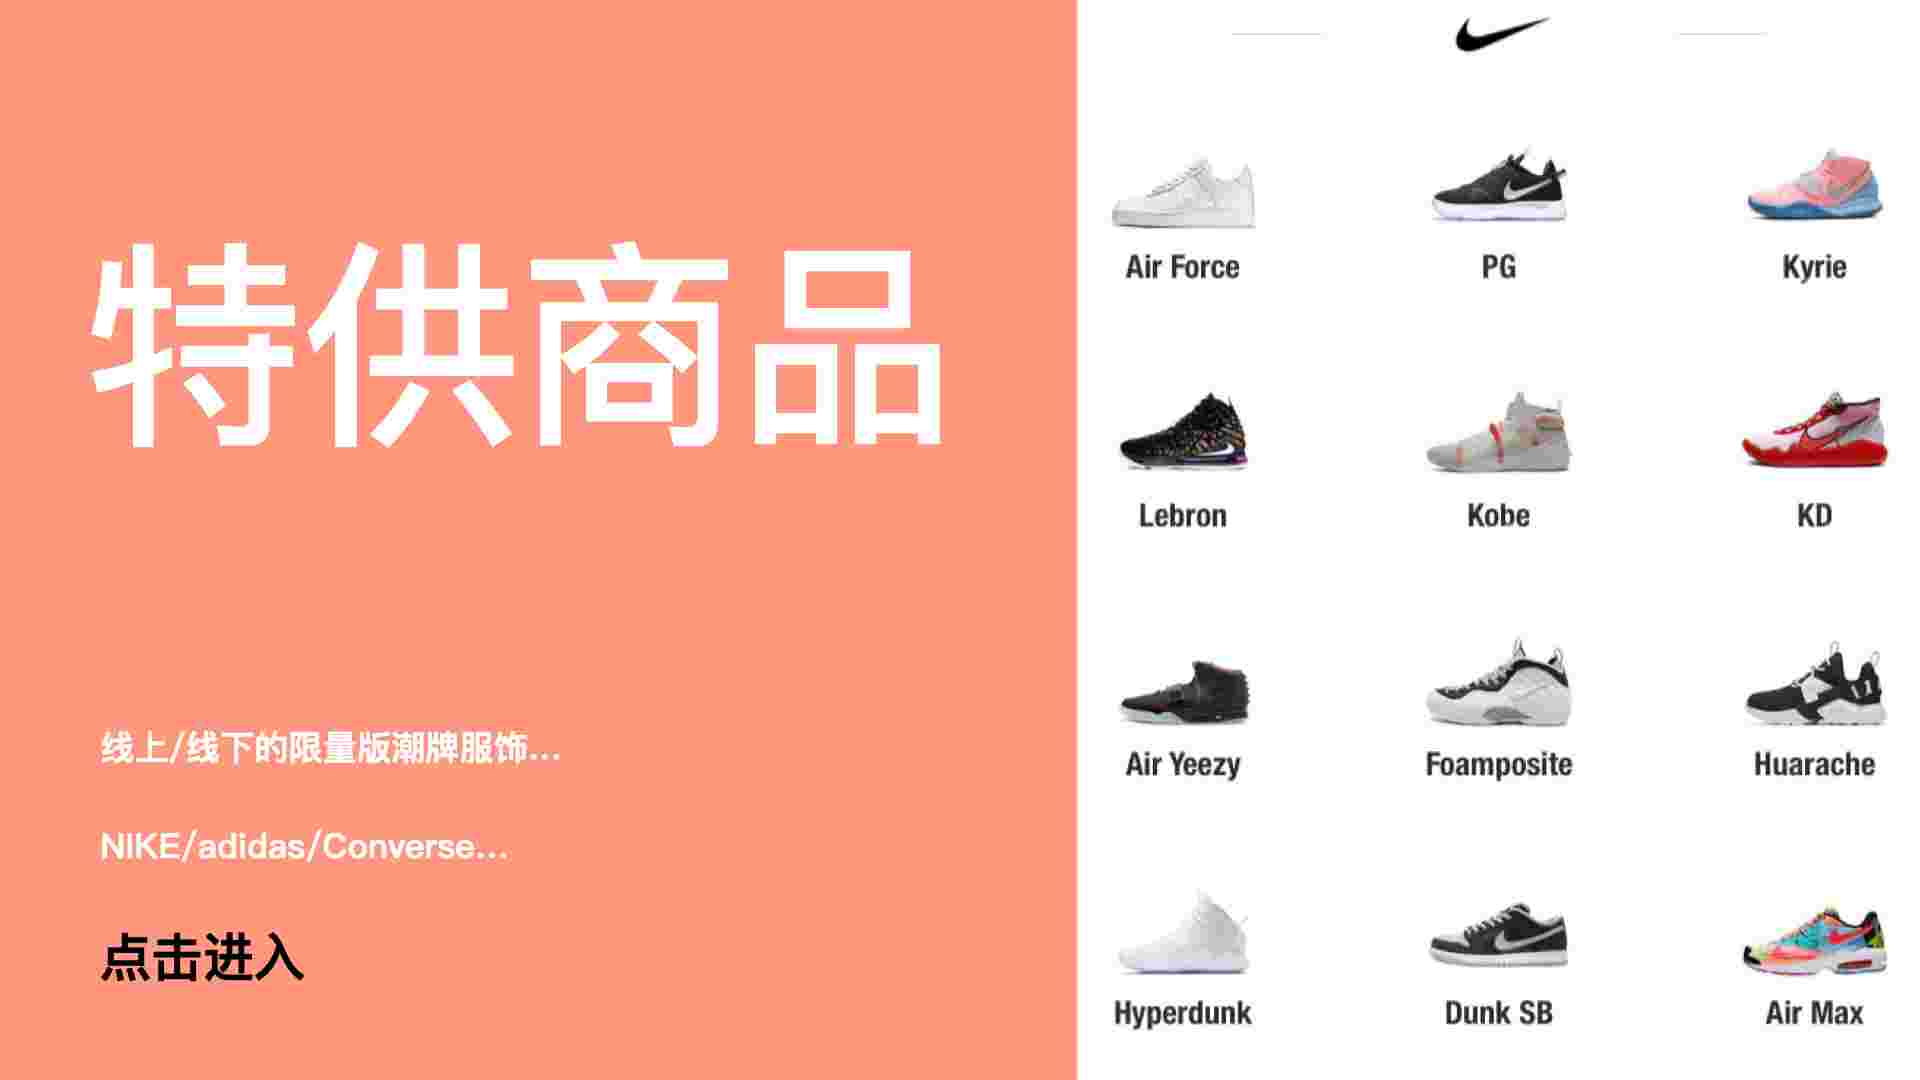 特供商品
线上/线下的限量版潮牌服饰...
NIKE/adidas/Converse...
点击进入
Air Force
PG
Kyrie
Lebron
Kobe
KD
Air Yeezy
Foamposite
Huarache
Hyperdunk
Dunk SB
Air Max